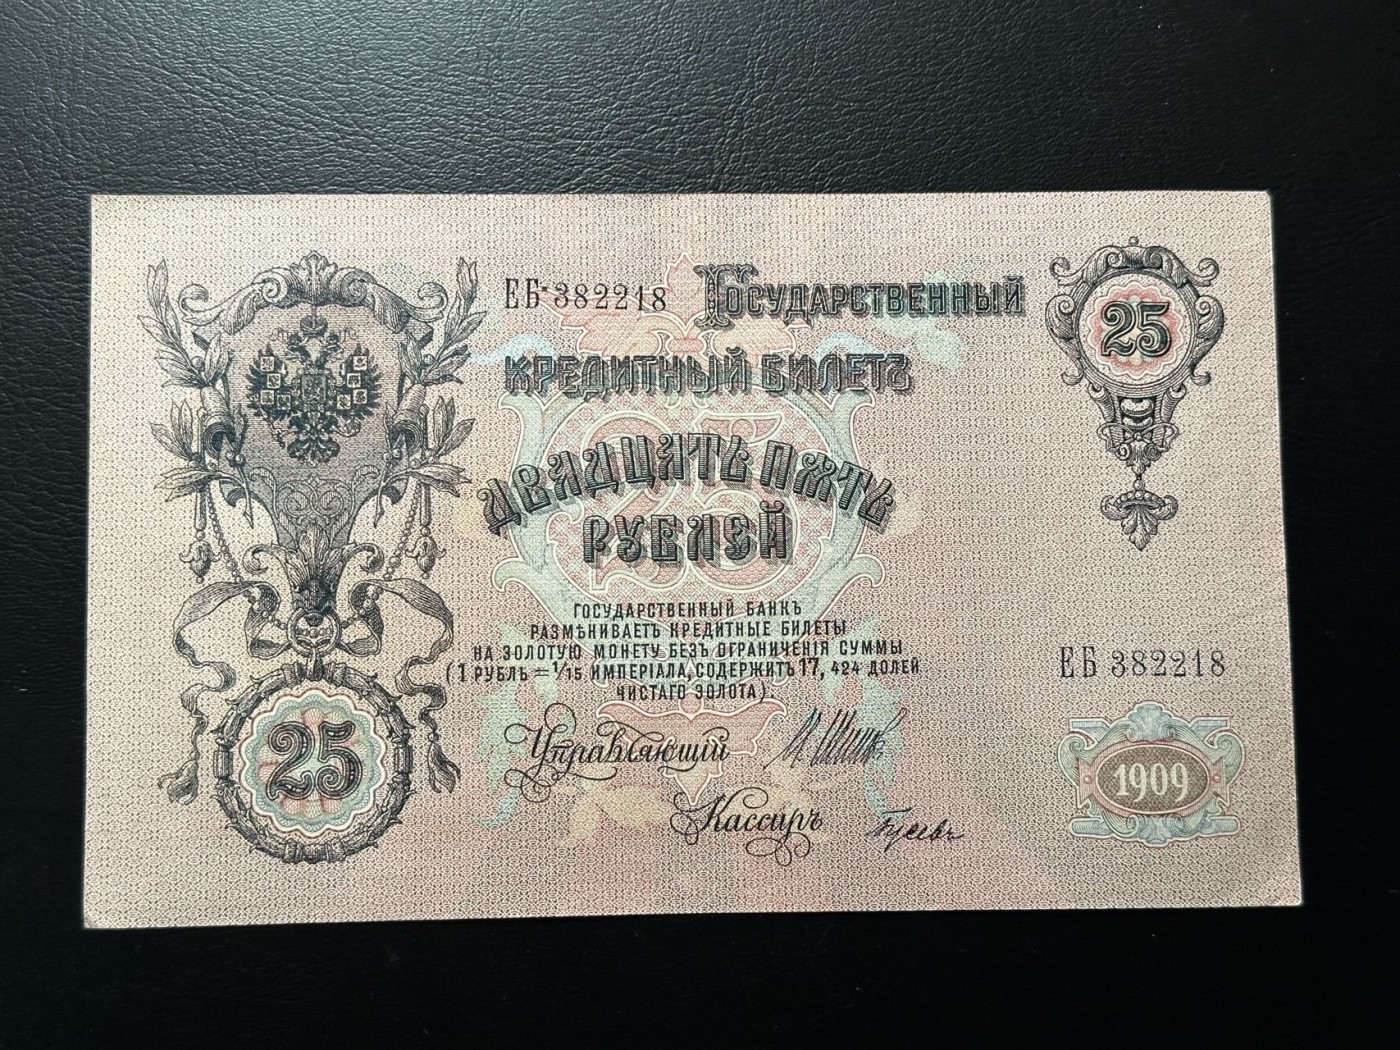 ЕБ 382218 Государственный
25
кредитный билетъ
Двадцать пять
рублей
ГОСУДАРСТВЕННЫЙ БАНКЪ
РАЗМѢНИВАЕТЪ КРЕДИТНЫЕ БИЛЕТЫ
НА ЗОЛОТУЮ МОНЕТУ БЕЗЪ ОГРАНИЧЕНІЯ СУММЫ
(1 РУБЛЬ = 1/15 ИМПЕРІАЛА, СОДЕРЖИТЪ 17, 424 ДОЛЕЙ
ЧИСТАГО ЗОЛОТА).
ЕБ 382218
25
25
Управляющій
Кассиръ
1909